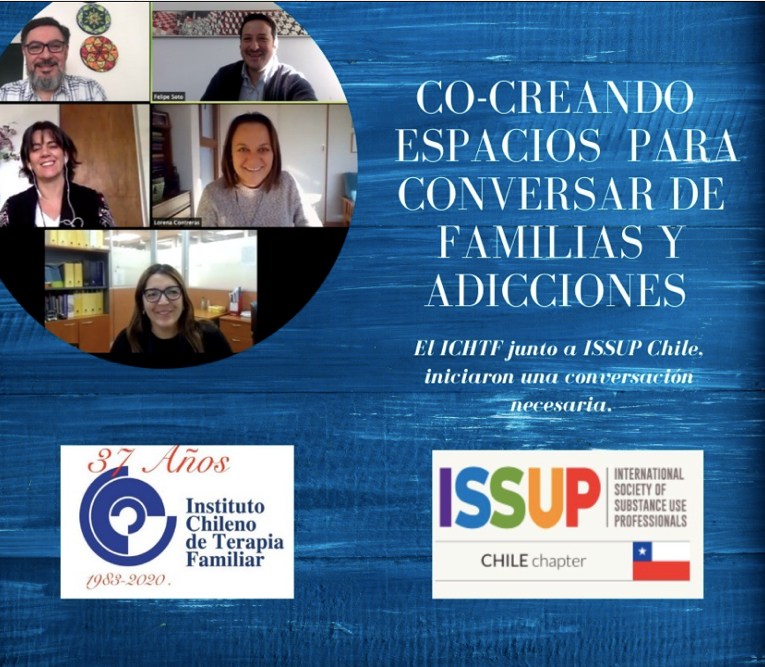 Felipe Soto
Lorena Contreras
CO-CREANDO
ESPACIOS PARA
CONVERSAR DE
FAMILIAS Y
ADICCIONES
El ICHTF junto a ISSUP Chile,
iniciaron una conversación
necesaria.
37 Años
Instituto
Chileno
de Terapia
Familiar
1983-2020.
ISSUP
INTERNATIONAL
SOCIETY OF
SUBSTANCE USE
PROFESSIONALS
CHILE chapter